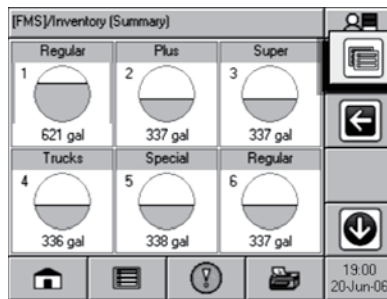 [FMS]/Inventory (Summary)
Regular Plus Super
1 2 3
621 gal 337 gal 337 gal
Trucks Special Regular
4 5 6
336 gal 338 gal 337 gal
19:00
20-Jun-06